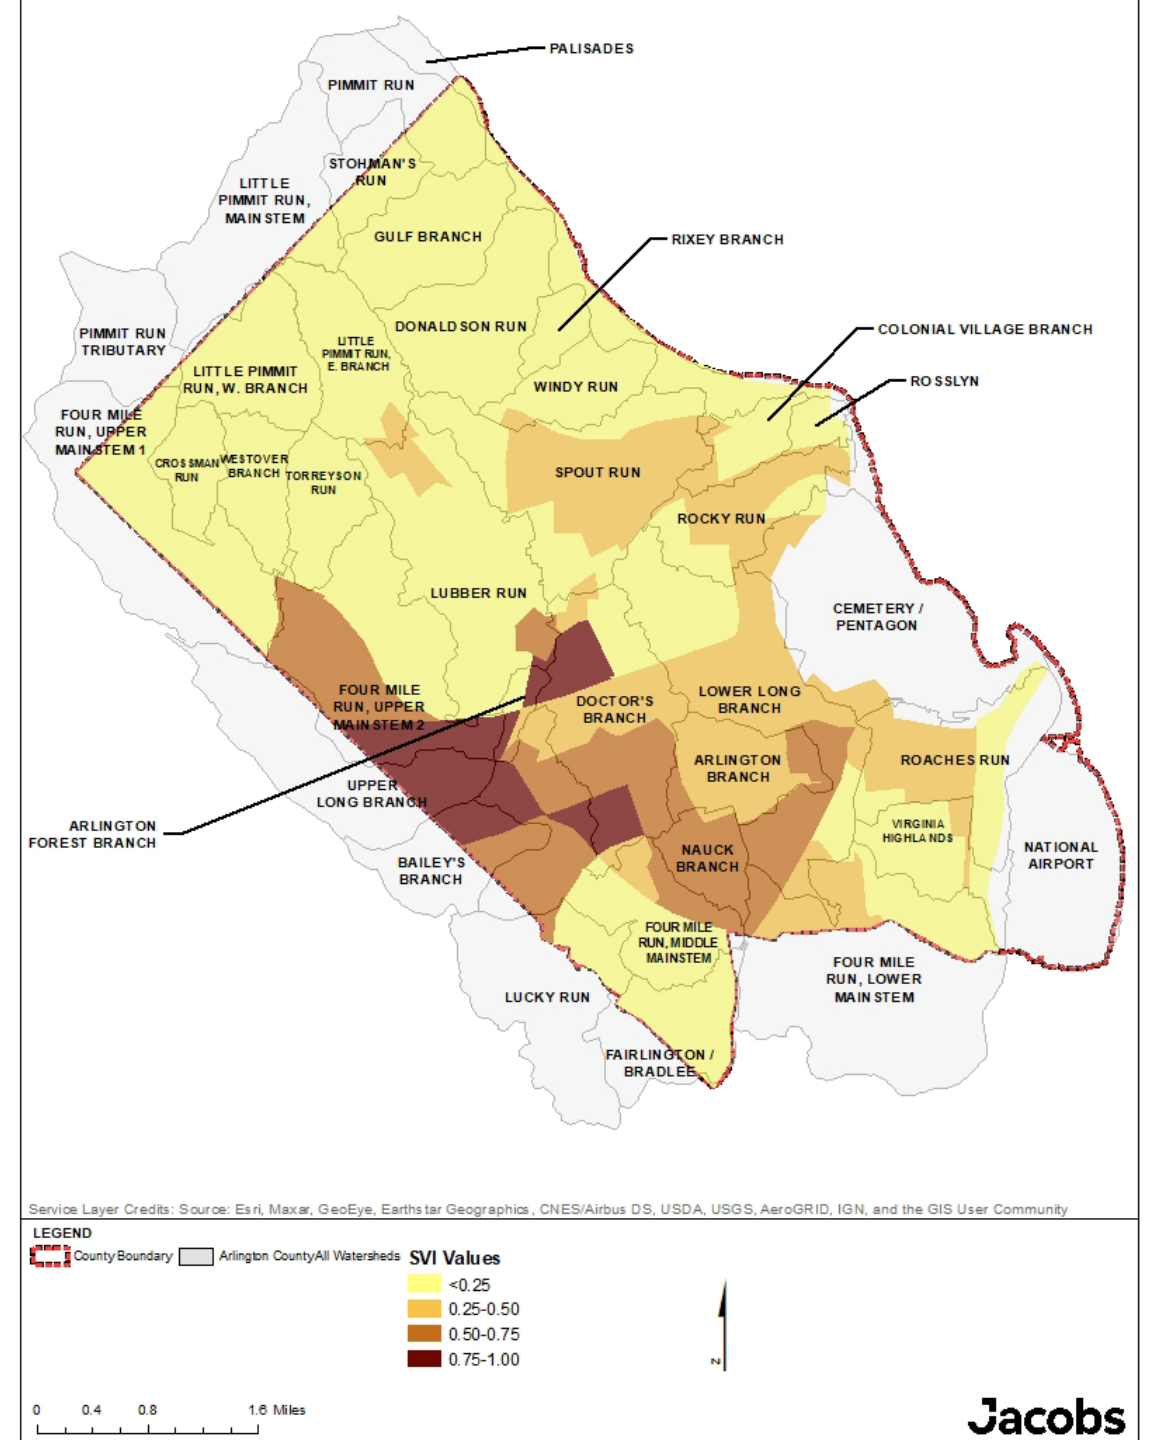 PALISADES
PIMMIT RUN
STOHMAN'S
RUN
LITTLE
PIMMIT RUN,
MAIN STEM
GULF BRANCH
RIXEY BRANCH
PIMMIT RUN
TRIBUTARY
DONALDSON RUN
COLONIAL VILLAGE BRANCH
LITTLE
PIMMIT RUN,
E. BRANCH
LITTLE PIMMIT
RUN, W. BRANCH
WINDY RUN
ROSSLYN
FOUR MILE
RUN, UPPER
MAINSTEM 1
CROSSMAN
RUN
WESTOVER
BRANCH
TORREYSON
RUN
SPOUT RUN
ROCKY RUN
LUBBER RUN
CEMETERY /
PENTAGON
FOUR MILE
RUN, UPPER
MAINSTEM 2
DOCTOR'S
BRANCH
LOWER LONG
BRANCH
ARLINGTON
BRANCH
ROACHES RUN
UPPER
LONG BRANCH
ARLINGTON
FOREST BRANCH
VIRGINIA
HIGHLANDS
NATIONAL
AIRPORT
BAILEY'S
BRANCH
NAUCK
BRANCH
FOUR MILE
RUN, MIDDLE
MAINSTEM
FOUR MILE
RUN, LOWER
MAINSTEM
LUCKY RUN
FAIRLINGTON /
BRADLEE
Service Layer Credits: Source: Esri, Maxar, GeoEye, Earthstar Geographics, CNES/Airbus DS, USDA, USGS, AeroGRID, IGN, and the GIS User Community
LEGEND
County Boundary
Arlington CountyAll Watersheds
SVI Values
<0.25
0.25-0.50
0.50-0.75
0.75-1.00
N
0 0.4 0.8 1.6 Miles
Jacobs